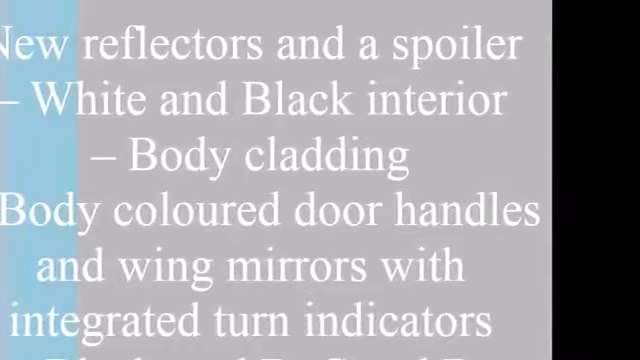 New reflectors and a spoiler
– White and Black interior
– Body cladding
Body coloured door handles
and wing mirrors with
integrated turn indicators